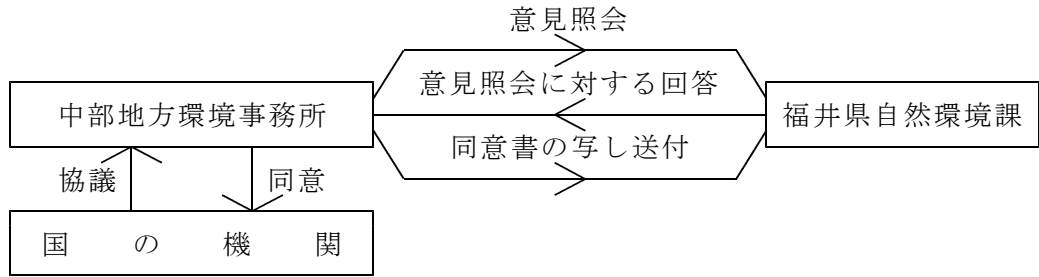 意見照会
意見照会に対する回答
中部地方環境事務所
福井県自然環境課
同意書の写し送付
協議
同意
国の機関